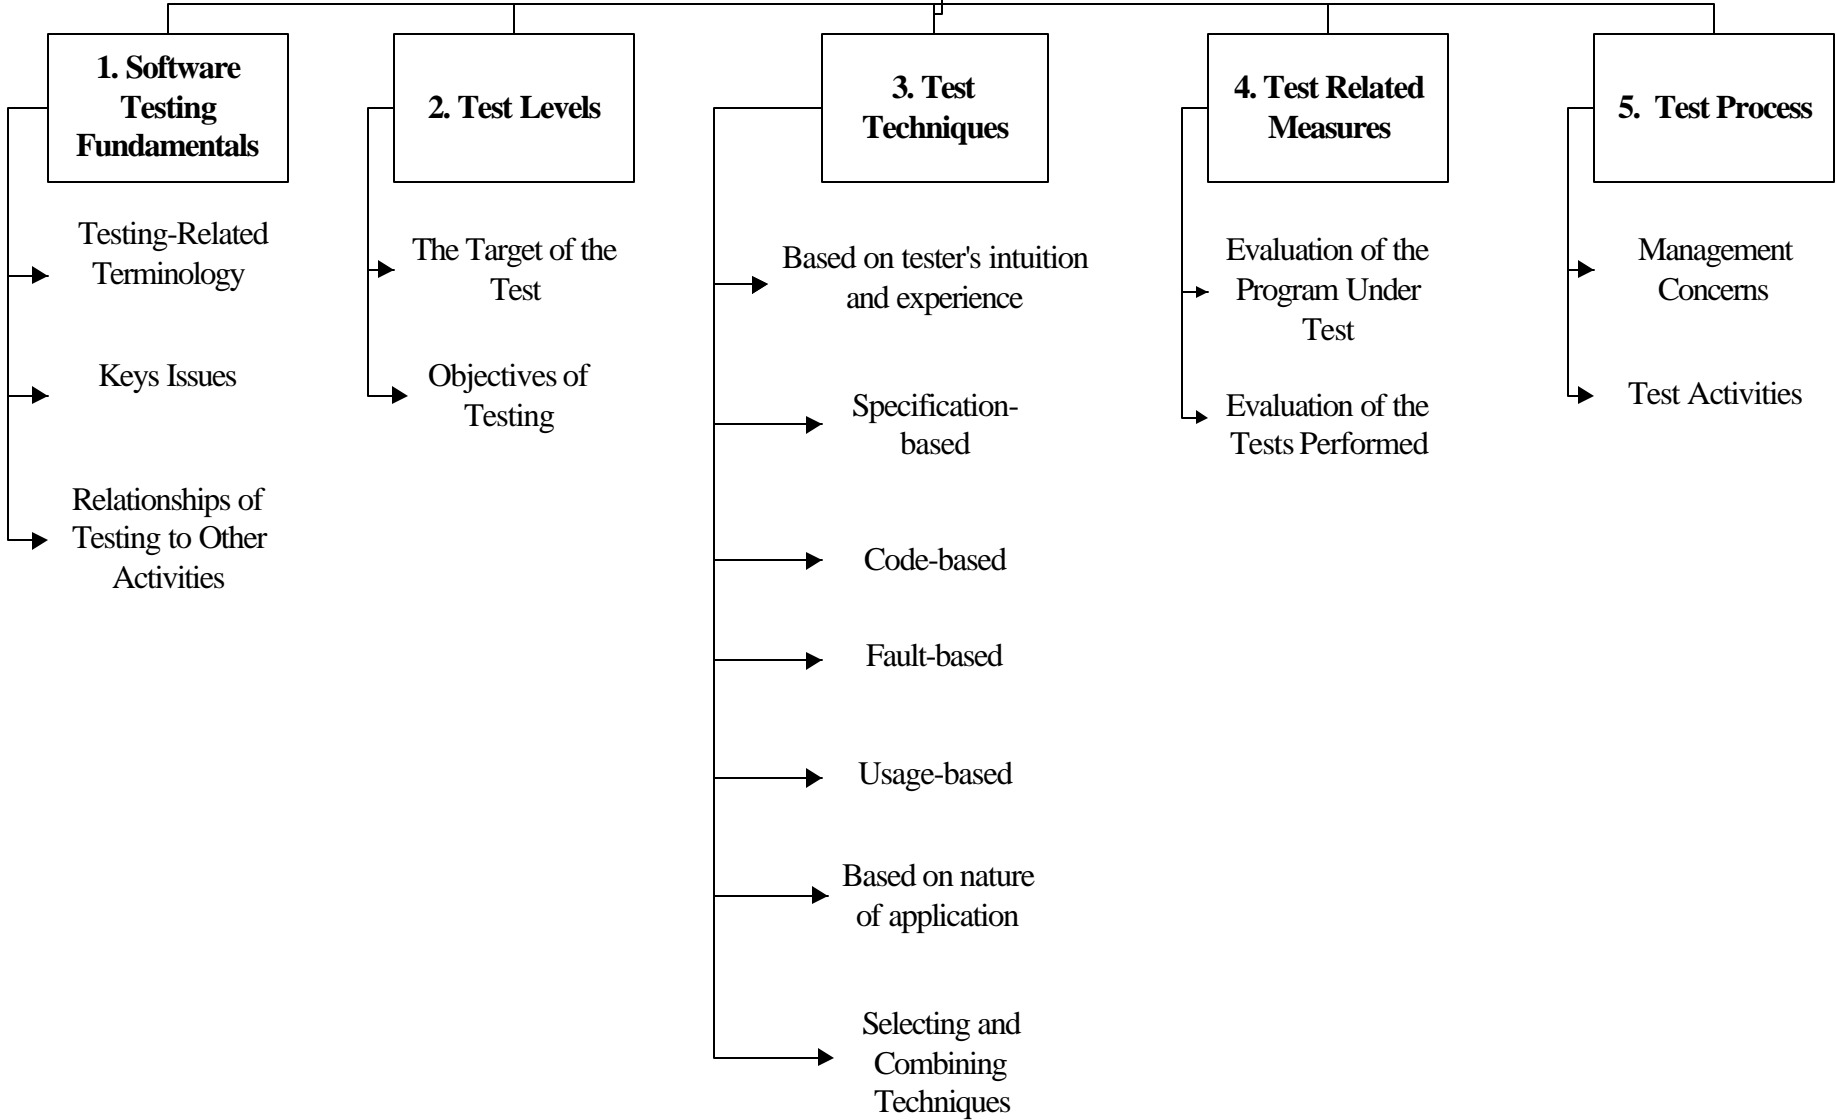 1. Software
Testing
Fundamentals
Testing-Related
Terminology
Keys Issues
Relationships of
Testing to Other
Activities
2. Test Levels
The Target of the
Test
Objectives of
Testing
3. Test
Techniques
Based on tester's intuition
and experience
Specification-
based
Code-based
Fault-based
Usage-based
Based on nature
of application
Selecting and
Combining
Techniques
4. Test Related
Measures
Evaluation of the
Program Under
Test
Evaluation of the
Tests Performed
5. Test Process
Management
Concerns
Test Activities